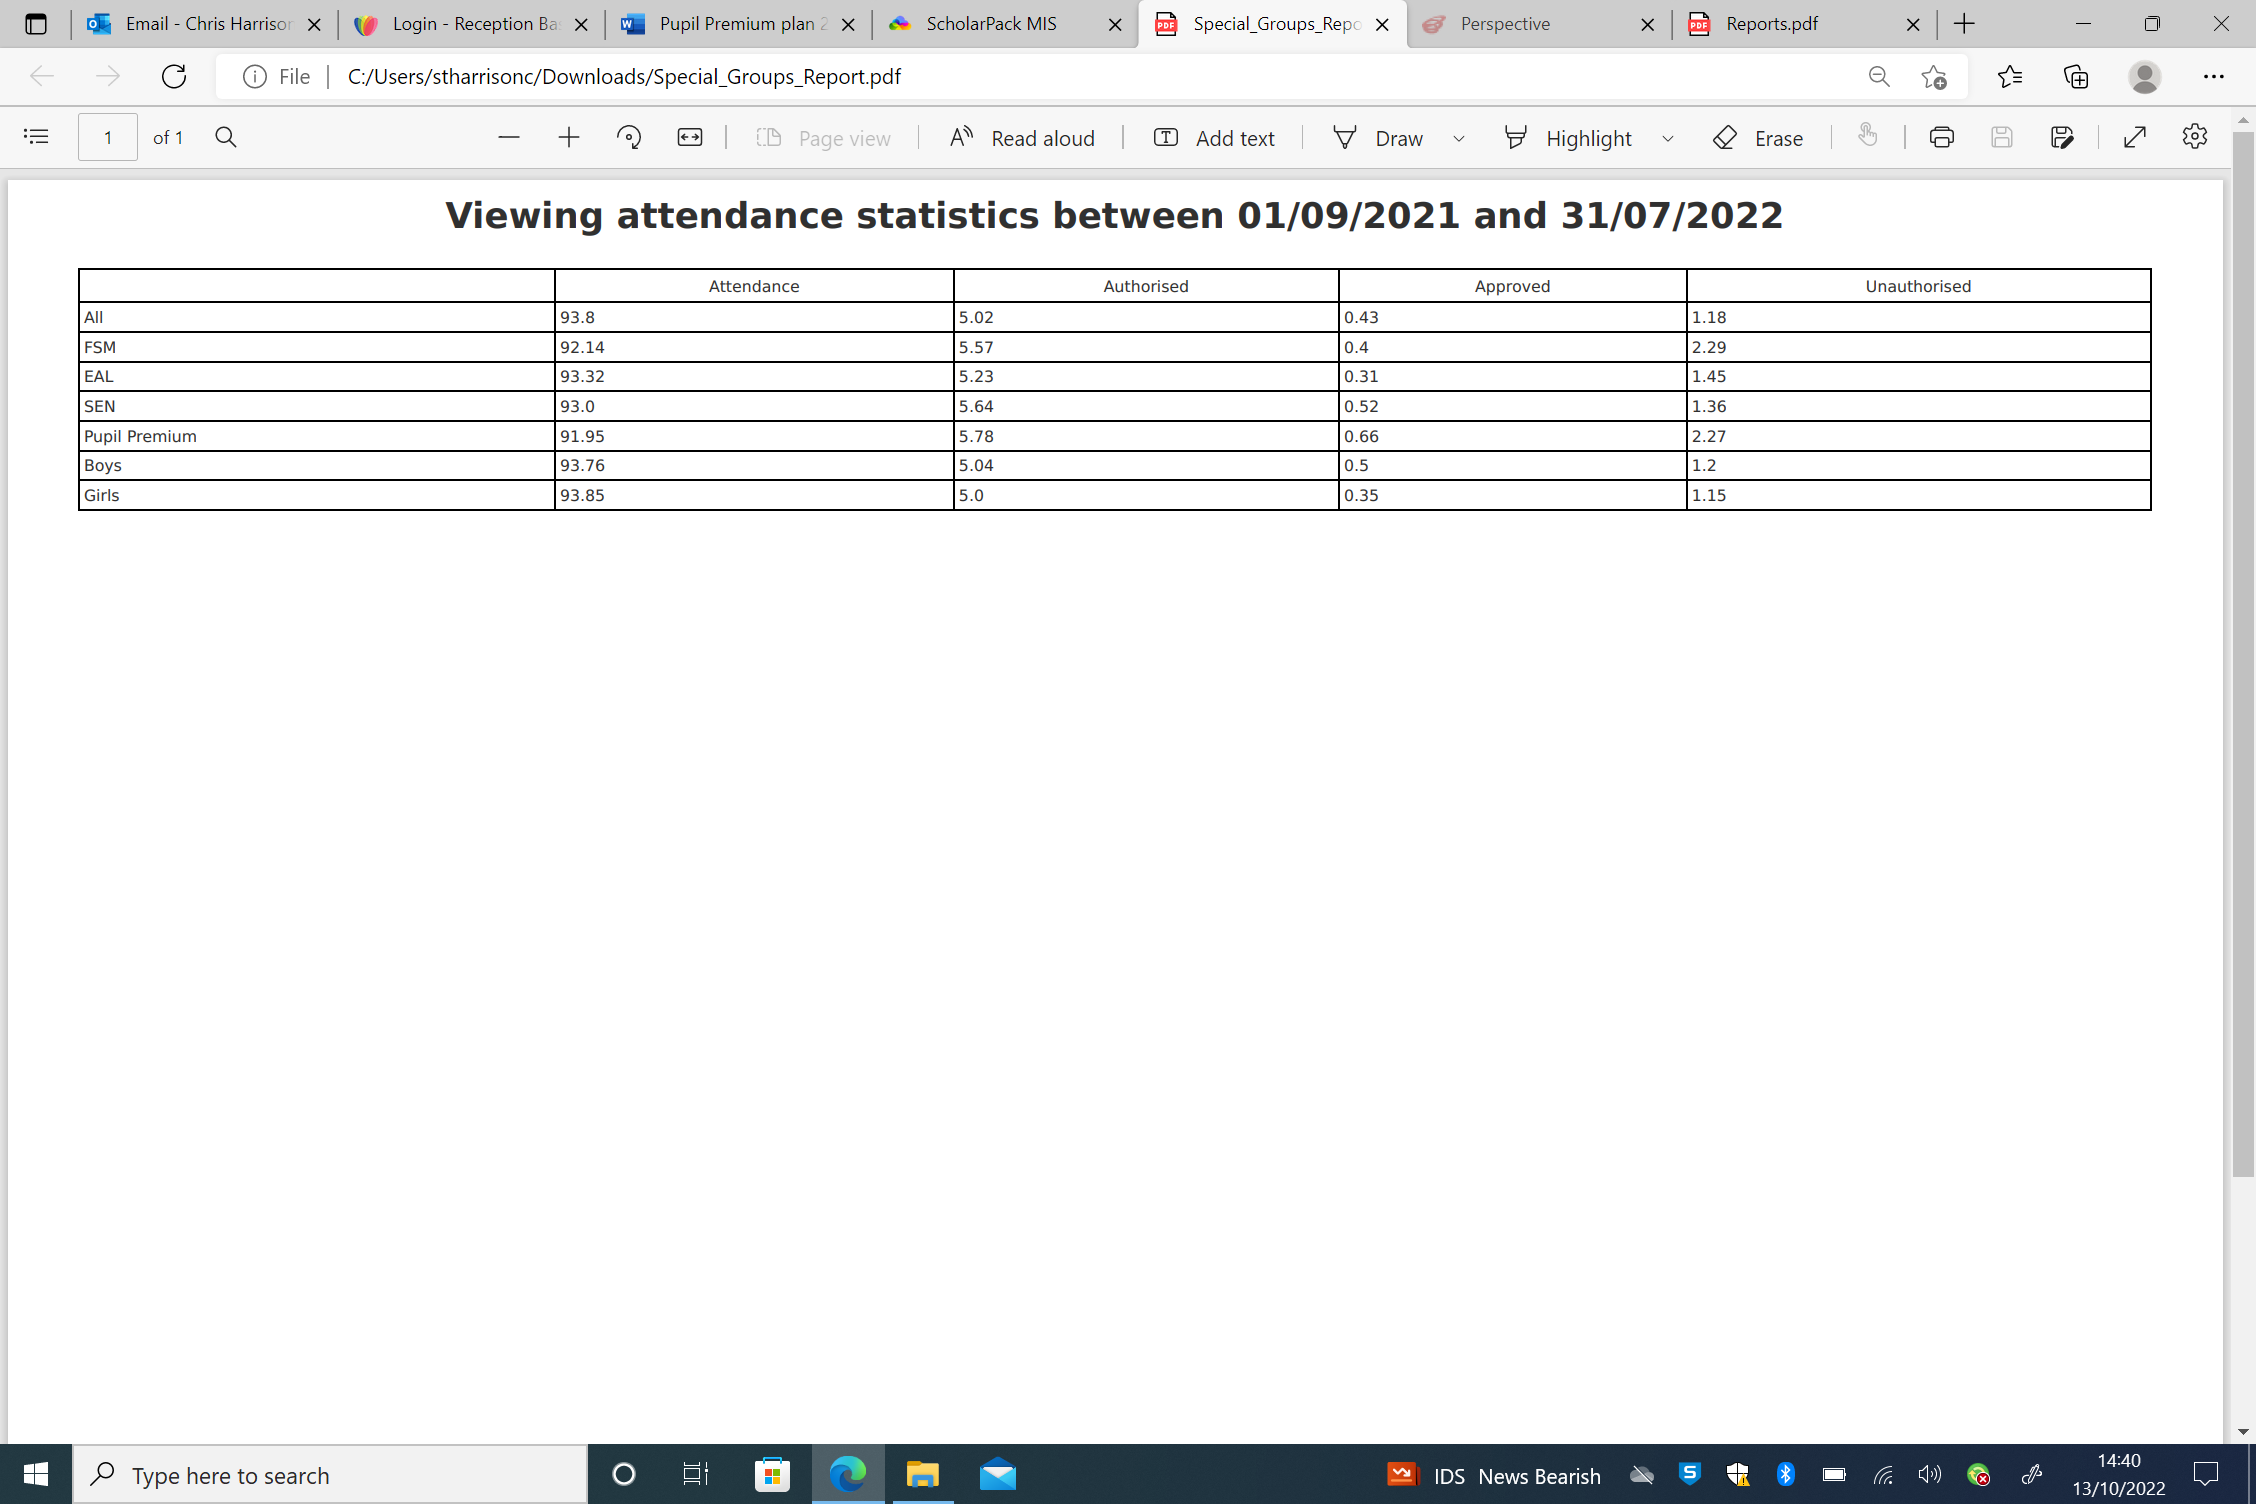 Email - Chris Harrison
Login - Reception Ba
Pupil Premium plan 2
ScholarPack MIS
Special_Groups_Repo
Perspective
Reports.pdf
File
C:/Users/stharrisonc/Downloads/Special_Groups_Report.pdf
1 of 1
Page view
Read aloud
Add text
Draw
Highlight
Erase
Viewing attendance statistics between 01/09/2021 and 31/07/2022
Attendance Authorised Approved Unauthorised
All 93.8 5.02 0.43 1.18
FSM 92.14 5.57 0.4 2.29
EAL 93.32 5.23 0.31 1.45
SEN 93.0 5.64 0.52 1.36
Pupil Premium 91.95 5.78 0.66 2.27
Boys 93.76 5.04 0.5 1.2
Girls 93.85 5.0 0.35 1.15
Type here to search
IDS News Bearish
14:40
13/10/2022